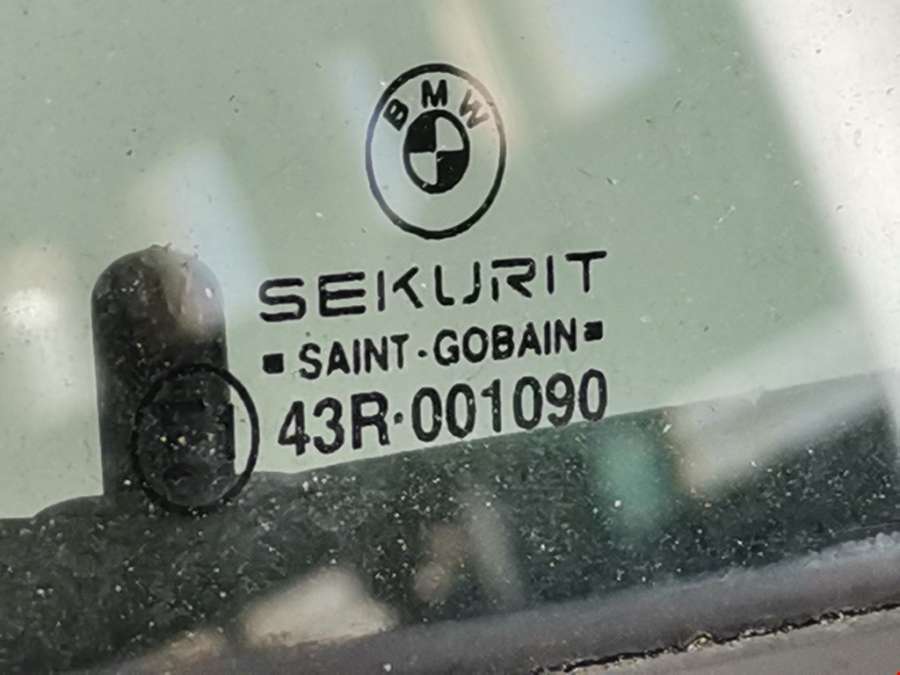 BMW
SEKURIT
SAINT-GOBAIN
43R-001090